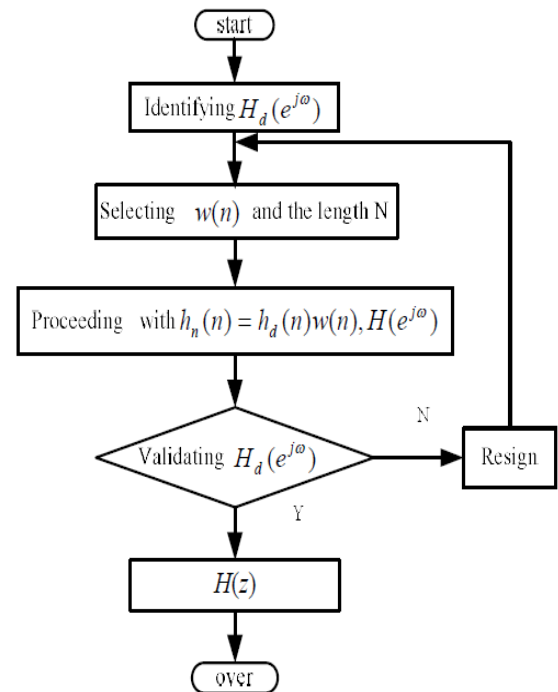 start
Identifying H_d(e^{jω})
Selecting w(n) and the length N
Proceeding with h_n(n) = h_d(n)w(n), H(e^{jω})
Validating H_d(e^{jω})
N
Resign
Y
H(z)
over